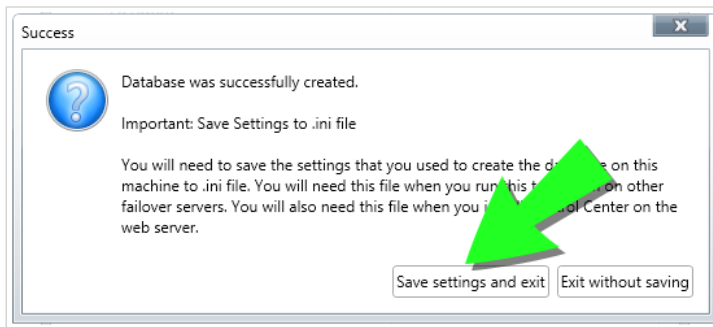 Success
Database was successfully created.
Important: Save Settings to .ini file
You will need to save the settings that you used to create the on this
machine to .ini file. You will need this file when you run on other
failover servers. You will also need this file when you Center on the
web server.
Save settings and exit
Exit without saving